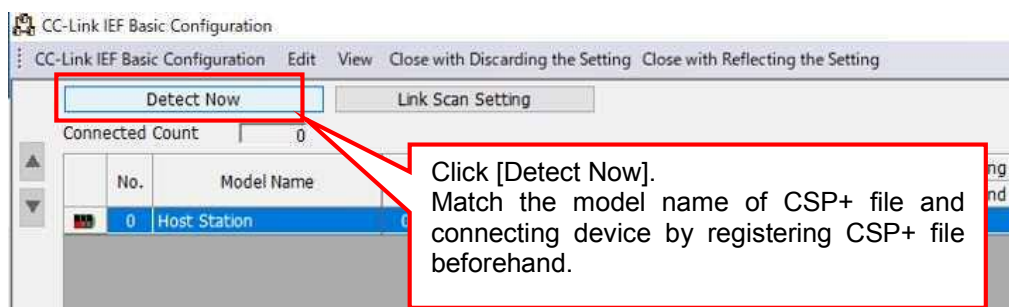 CC-Link IEF Basic Configuration
CC-Link IEF Basic Configuration Edit View Close with Discarding the Setting Close with Reflecting the Setting
Detect Now Link Scan Setting
Connected Count 0
No. Model Name
0 Host Station
Click [Detect Now].
Match the model name of CSP+ file and
connecting device by registering CSP+ file
beforehand.